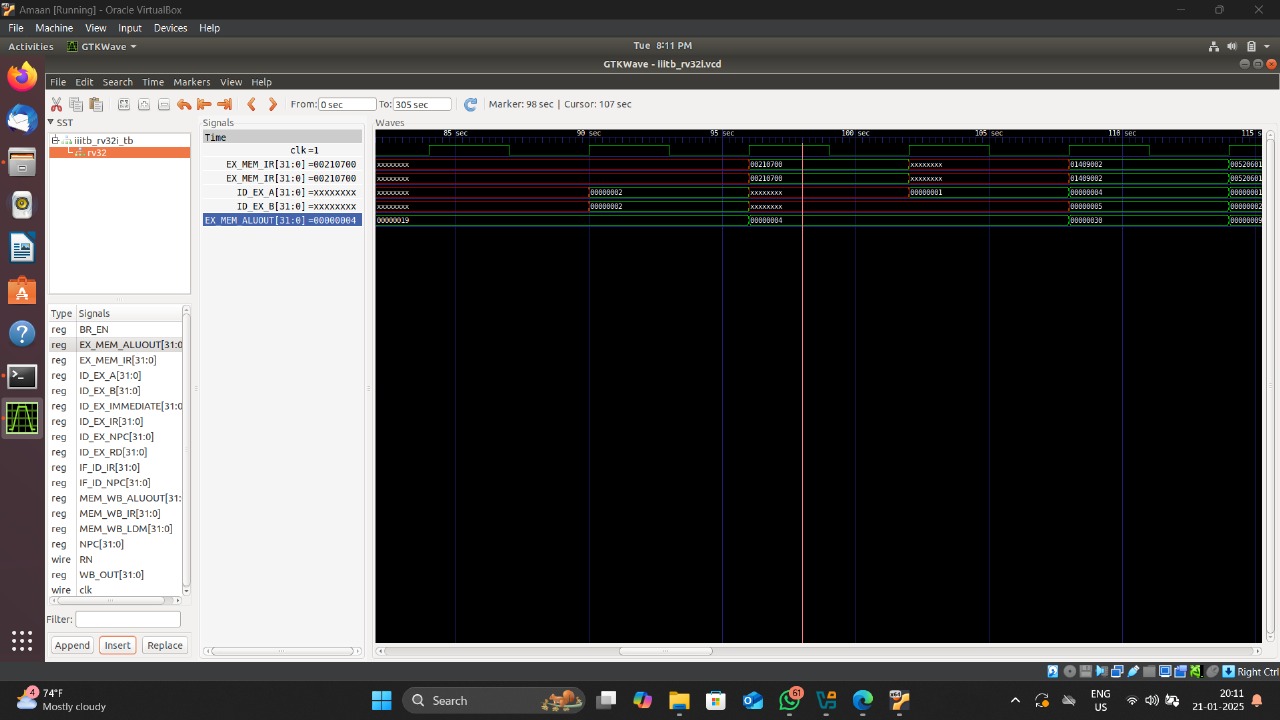 Amaan [Running] - Oracle VirtualBox
File Machine View Input Devices Help
Activities GTKWave Tue 8:11 PM
GTKWave - iiitb_rv32i.vcd
File Edit Search Time Markers View Help
From: 0 sec To: 305 sec Marker: 98 sec | Cursor: 107 sec
SST
iiitb_rv32i_tb
rv32
Type Signals
reg BR_EN
reg EX_MEM_ALUOUT[31:0
reg EX_MEM_IR[31:0]
reg ID_EX_A[31:0]
reg ID_EX_B[31:0]
reg ID_EX_IMMEDIATE[31:0
reg ID_EX_IR[31:0]
reg ID_EX_NPC[31:0]
reg ID_EX_RD[31:0]
reg IF_ID_IR[31:0]
reg IF_ID_NPC[31:0]
reg MEM_WB_ALUOUT[31:
reg MEM_WB_IR[31:0]
reg MEM_WB_LDM[31:0]
reg NPC[31:0]
wire RN
reg WB_OUT[31:0]
wire clk
Filter:
Append Insert Replace
Signals
Time
clk =1
EX_MEM_IR[31:0] =00210700
EX_MEM_IR[31:0] =00210700
ID_EX_A[31:0] =xxxxxxxx
ID_EX_B[31:0] =xxxxxxxx
EX_MEM_ALUOUT[31:0] =00000004
Waves
85 sec 90 sec 95 sec 100 sec 105 sec 110 sec 115 s
xxxxxxxx 00210700 xxxxxxxx 01409002 00520601
xxxxxxxx 00210700 xxxxxxxx 01409002 00520601
xxxxxxxx 00000002 xxxxxxxx 00000001 00000004 00000001
xxxxxxxx 00000002 xxxxxxxx 00000005 00000002
00000019 00000004 00000030 00000009
Right Ctrl
4
74°F
Mostly cloudy
Search
61
ENG
US
20:11
21-01-2025